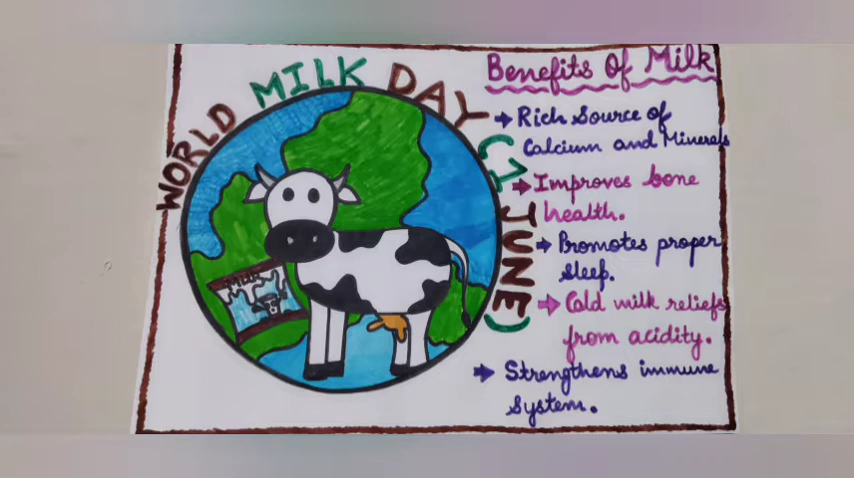 WORLD MILK DAY (1 JUNE)
Benefits Of Milk
Rich Source of
Calcium and Minerals
Improves bone
health.
Promotes proper
sleep.
Cold milk reliefs
from acidity.
Strengthens immune
System.
MILK